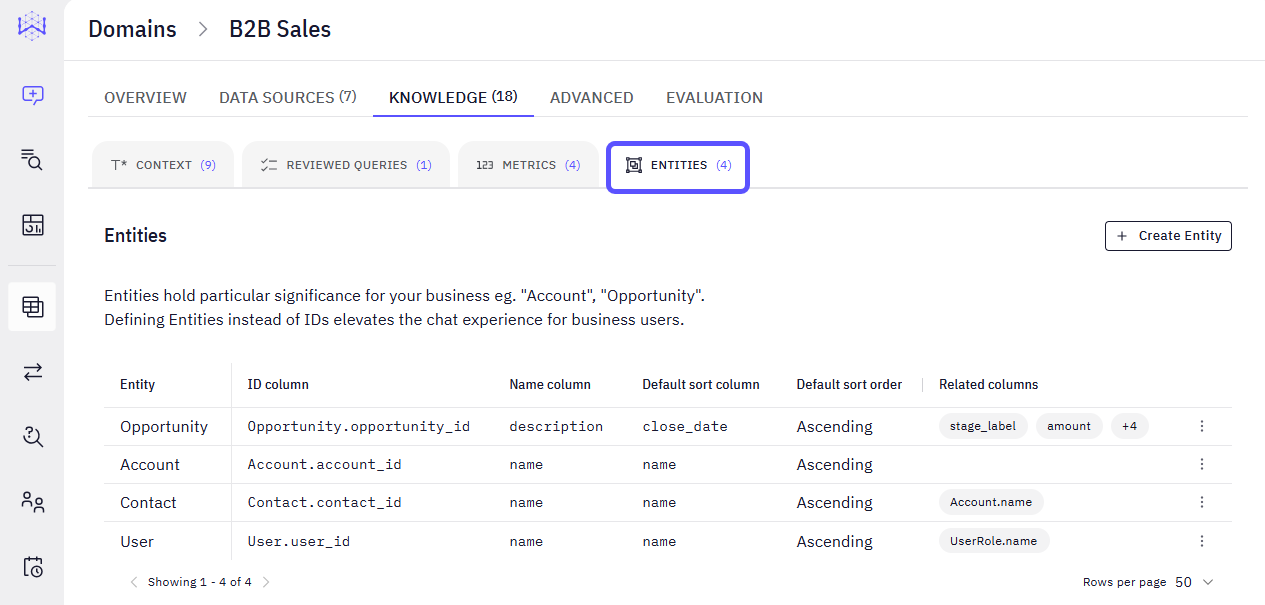 Domains > B2B Sales
OVERVIEW DATA SOURCES (7) KNOWLEDGE (18) ADVANCED EVALUATION
T* CONTEXT (9) REVIEWED QUERIES (1) 123 METRICS (4) ENTITIES (4)
Entities + Create Entity
Entities hold particular significance for your business eg. "Account", "Opportunity".
Defining Entities instead of IDs elevates the chat experience for business users.
Entity ID column Name column Default sort column Default sort order Related columns
Opportunity Opportunity.opportunity_id description close_date Ascending stage_label amount +4
Account Account.account_id name name Ascending
Contact Contact.contact_id name name Ascending Account.name
User User.user_id name name Ascending UserRole.name
Showing 1 - 4 of 4 Rows per page 50